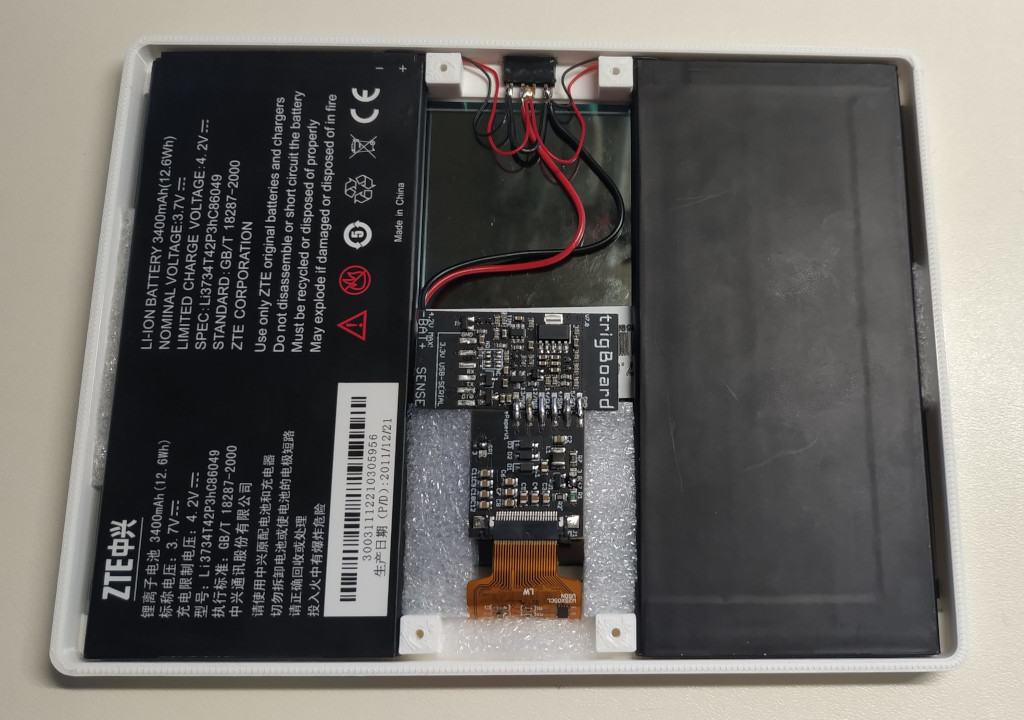 LI-ION BATTERY 3400mAh(12.6Wh)
NOMINAL VOLTAGE:3.7V
LIMITED CHARGE VOLTAGE:4.2V
SPEC:Li3734T42P3hC86049
STANDARD:GB/T 18287-2000
ZTE CORPORATION
Use only ZTE original batteries and chargers
Do not disassemble or short circuit the battery
Must be recycled or disposed of properly
May explode if damaged or disposed of in fire
5
CE
Made in China
- +
ZTE中兴
锂离子电池 3400mAh(12.6Wh)
标称电压: 3.7V
充电限制电压: 4.2V
型号: Li3734T42P3hC86049
执行标准: GB/T 18287-2000
中兴通讯股份有限公司
请使用中兴原配电池和充电器
切勿拆卸电池或使电池的电极短路
请正确回收或处理
投入火中有爆炸危险
30031112210305956
生产日期(P/D):2011/12/21
-BAT+ SENSE
3.3V USB-SERIAL
trigBoard
LW